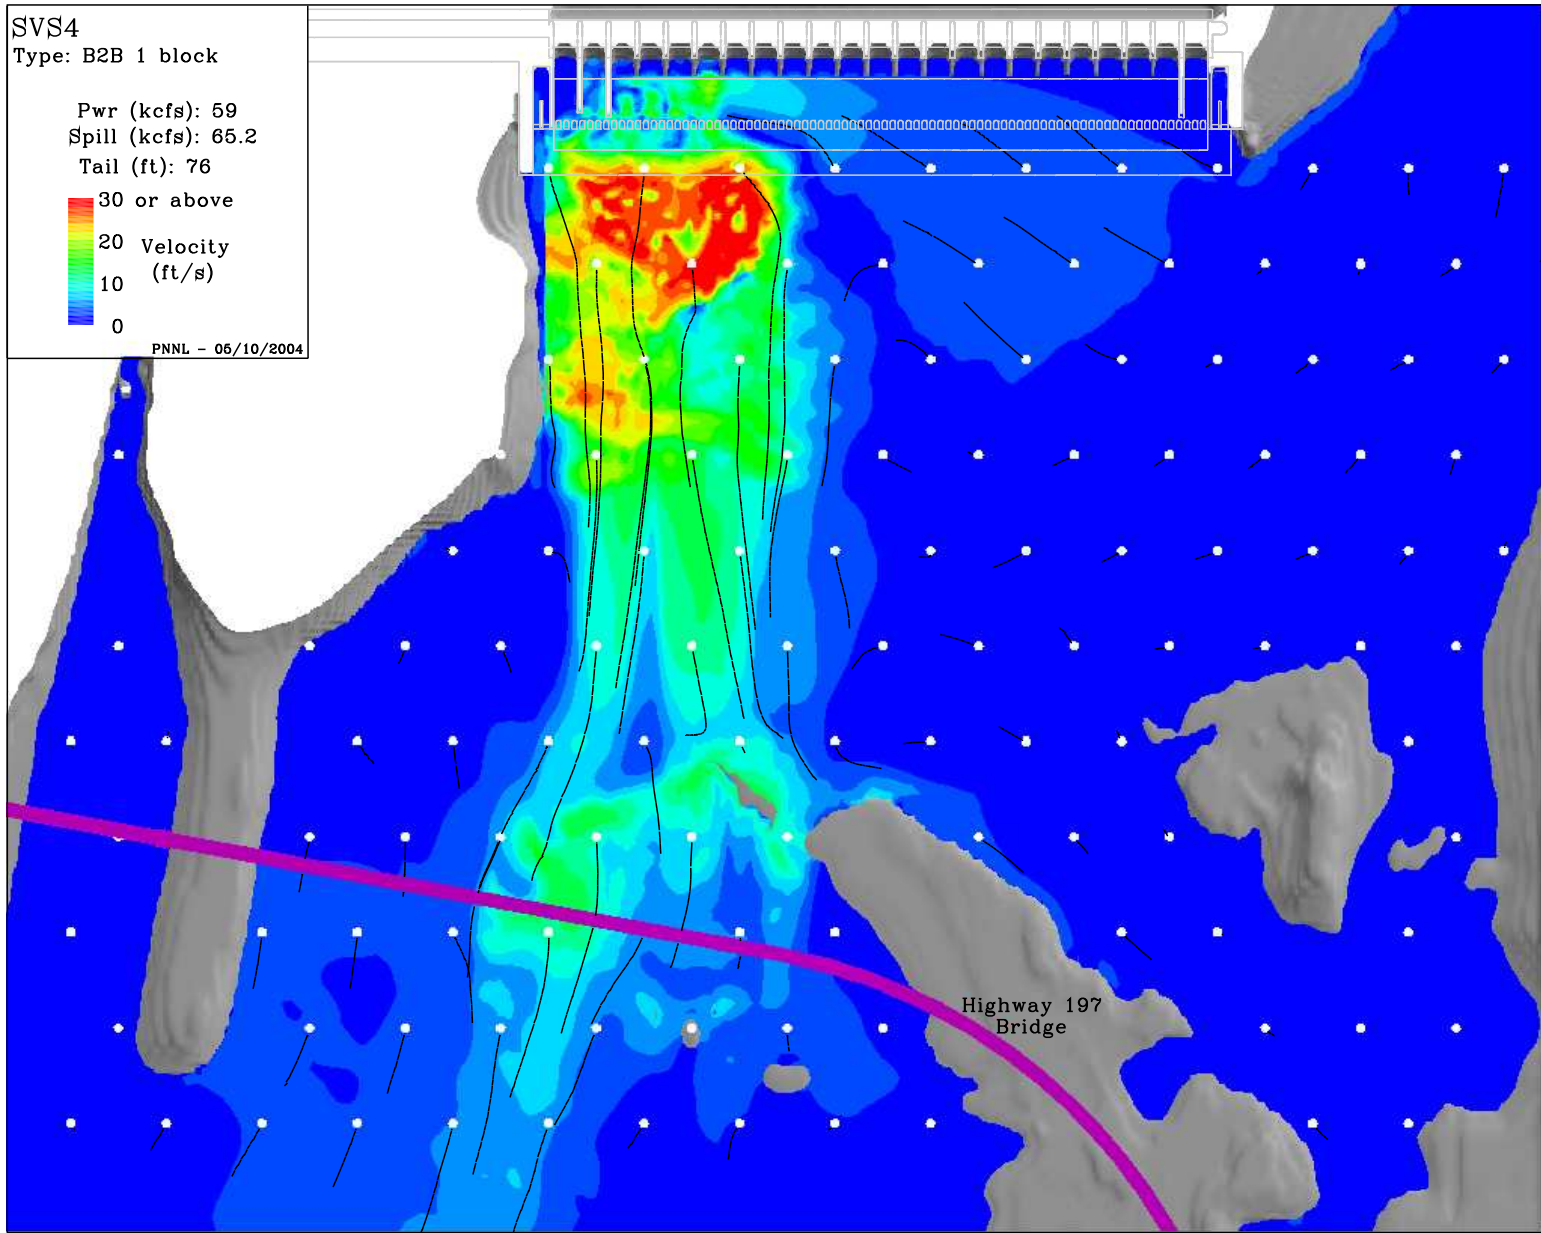 SVS4
Type: B2B 1 block
Pwr (kcfs): 59
Spill (kcfs): 65.2
Tail (ft): 76
30 or above
20
Velocity
(ft/s)
10
0
PNNL - 05/10/2004
Highway 197
Bridge